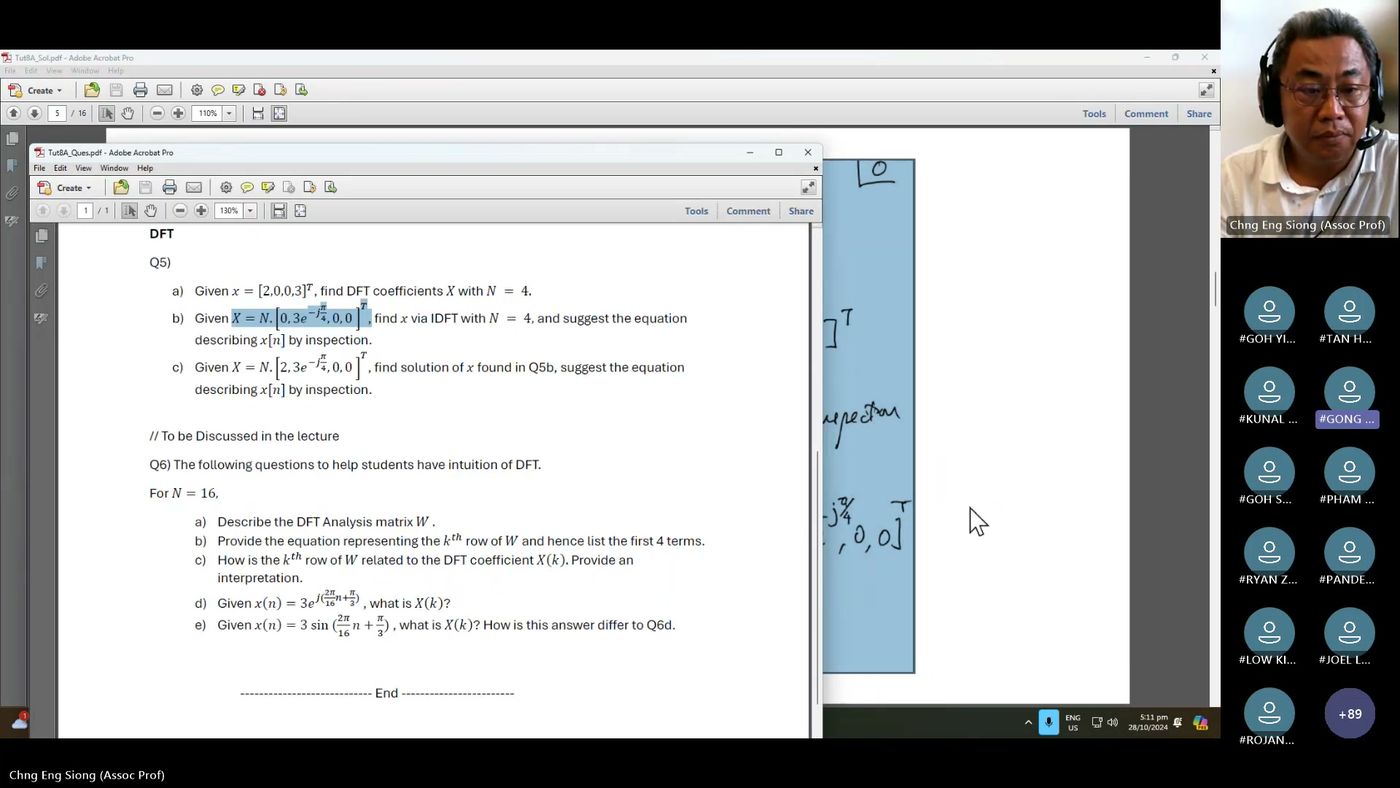 Tut8A_Sol.pdf - Adobe Acrobat Pro
File Edit View Window Help
Create
5 / 16 110% Tools Comment Share
Tut8A_Ques.pdf - Adobe Acrobat Pro
File Edit View Window Help
Create
1 / 1 130% Tools Comment Share
DFT
Q5)
a) Given x = [2,0,0,3]^T, find DFT coefficients X with N = 4.
b) Given X = N.[0, 3e^{-jπ/4}, 0, 0]^T, find x via IDFT with N = 4, and suggest the equation
describing x[n] by inspection.
c) Given X = N.[2, 3e^{-jπ/4}, 0, 0]^T, find solution of x found in Q5b, suggest the equation
describing x[n] by inspection.
// To be Discussed in the lecture
Q6) The following questions to help students have intuition of DFT.
For N = 16,
a) Describe the DFT Analysis matrix W .
b) Provide the equation representing the k^{th} row of W and hence list the first 4 terms.
c) How is the k^{th} row of W related to the DFT coefficient X(k). Provide an
interpretation.
d) Given x(n) = 3e^{j(2π/16 n+π/3)} , what is X(k)?
e) Given x(n) = 3 sin (2π/16 n + π/3) , what is X(k)? How is this answer differ to Q6d.
---------------------------- End ------------------------
0
]^T
-jπ/4
, 0, 0]^T
ENG
US
5:11 pm
28/10/2024
1
Chng Eng Siong (Assoc Prof)
#GOH YI... #TAN H...
#KUNAL ... #GONG ...
#GOH S... #PHAM ...
#RYAN Z... #PANDE...
#LOW KI... #JOEL L...
+89
#ROJAN...
Chng Eng Siong (Assoc Prof)